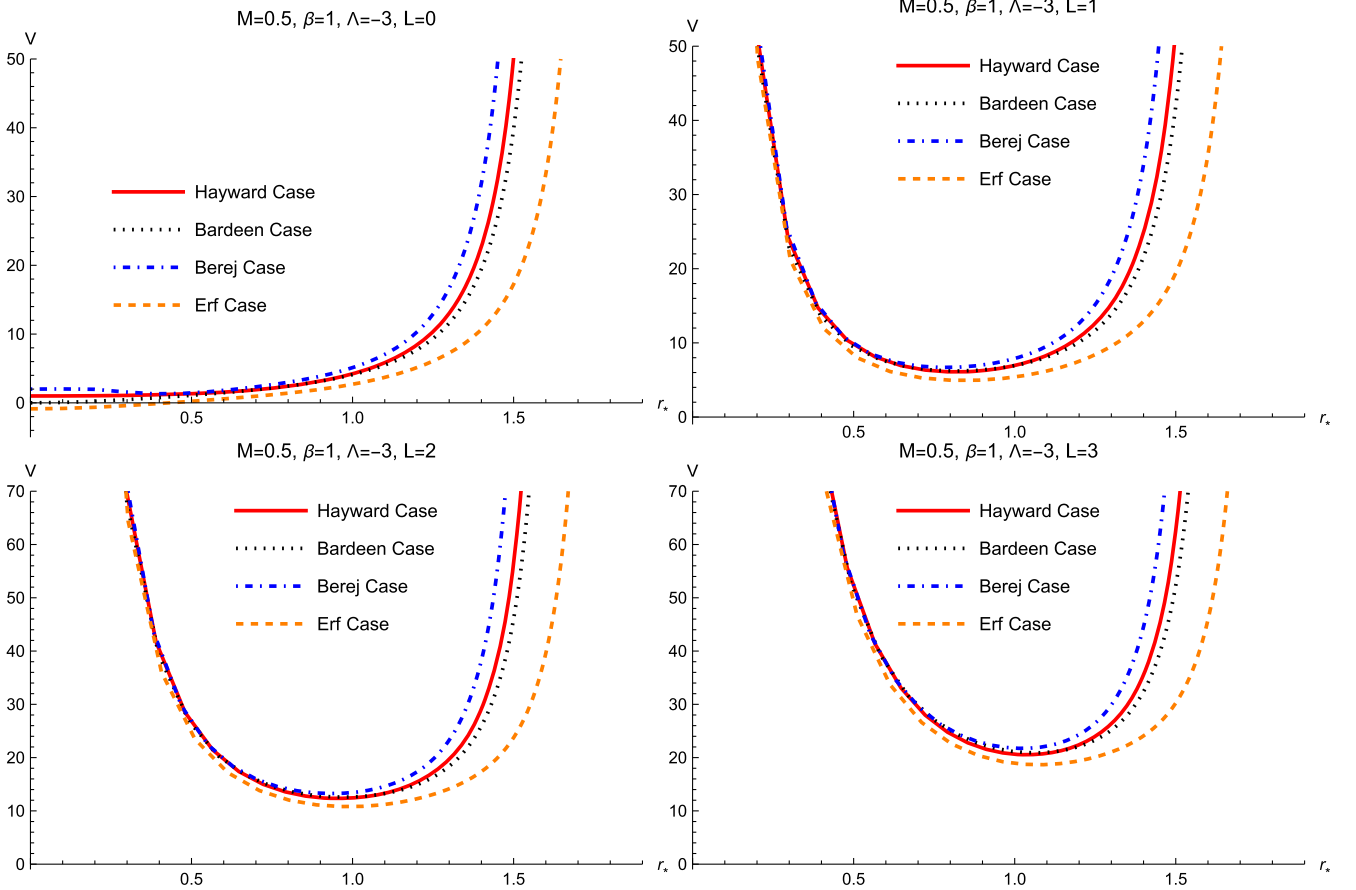 M=0.5, β=1, Λ=−3, L=0
V
50
40
30
20
10
0
0.5
1.0
1.5
r*
Hayward Case
Bardeen Case
Berej Case
Erf Case
M=0.5, β=1, Λ=−3, L=1
V
50
40
30
20
10
0
0.5
1.0
1.5
r*
Hayward Case
Bardeen Case
Berej Case
Erf Case
M=0.5, β=1, Λ=−3, L=2
V
70
60
50
40
30
20
10
0
0.5
1.0
1.5
r*
Hayward Case
Bardeen Case
Berej Case
Erf Case
M=0.5, β=1, Λ=−3, L=3
V
70
60
50
40
30
20
10
0
0.5
1.0
1.5
r*
Hayward Case
Bardeen Case
Berej Case
Erf Case